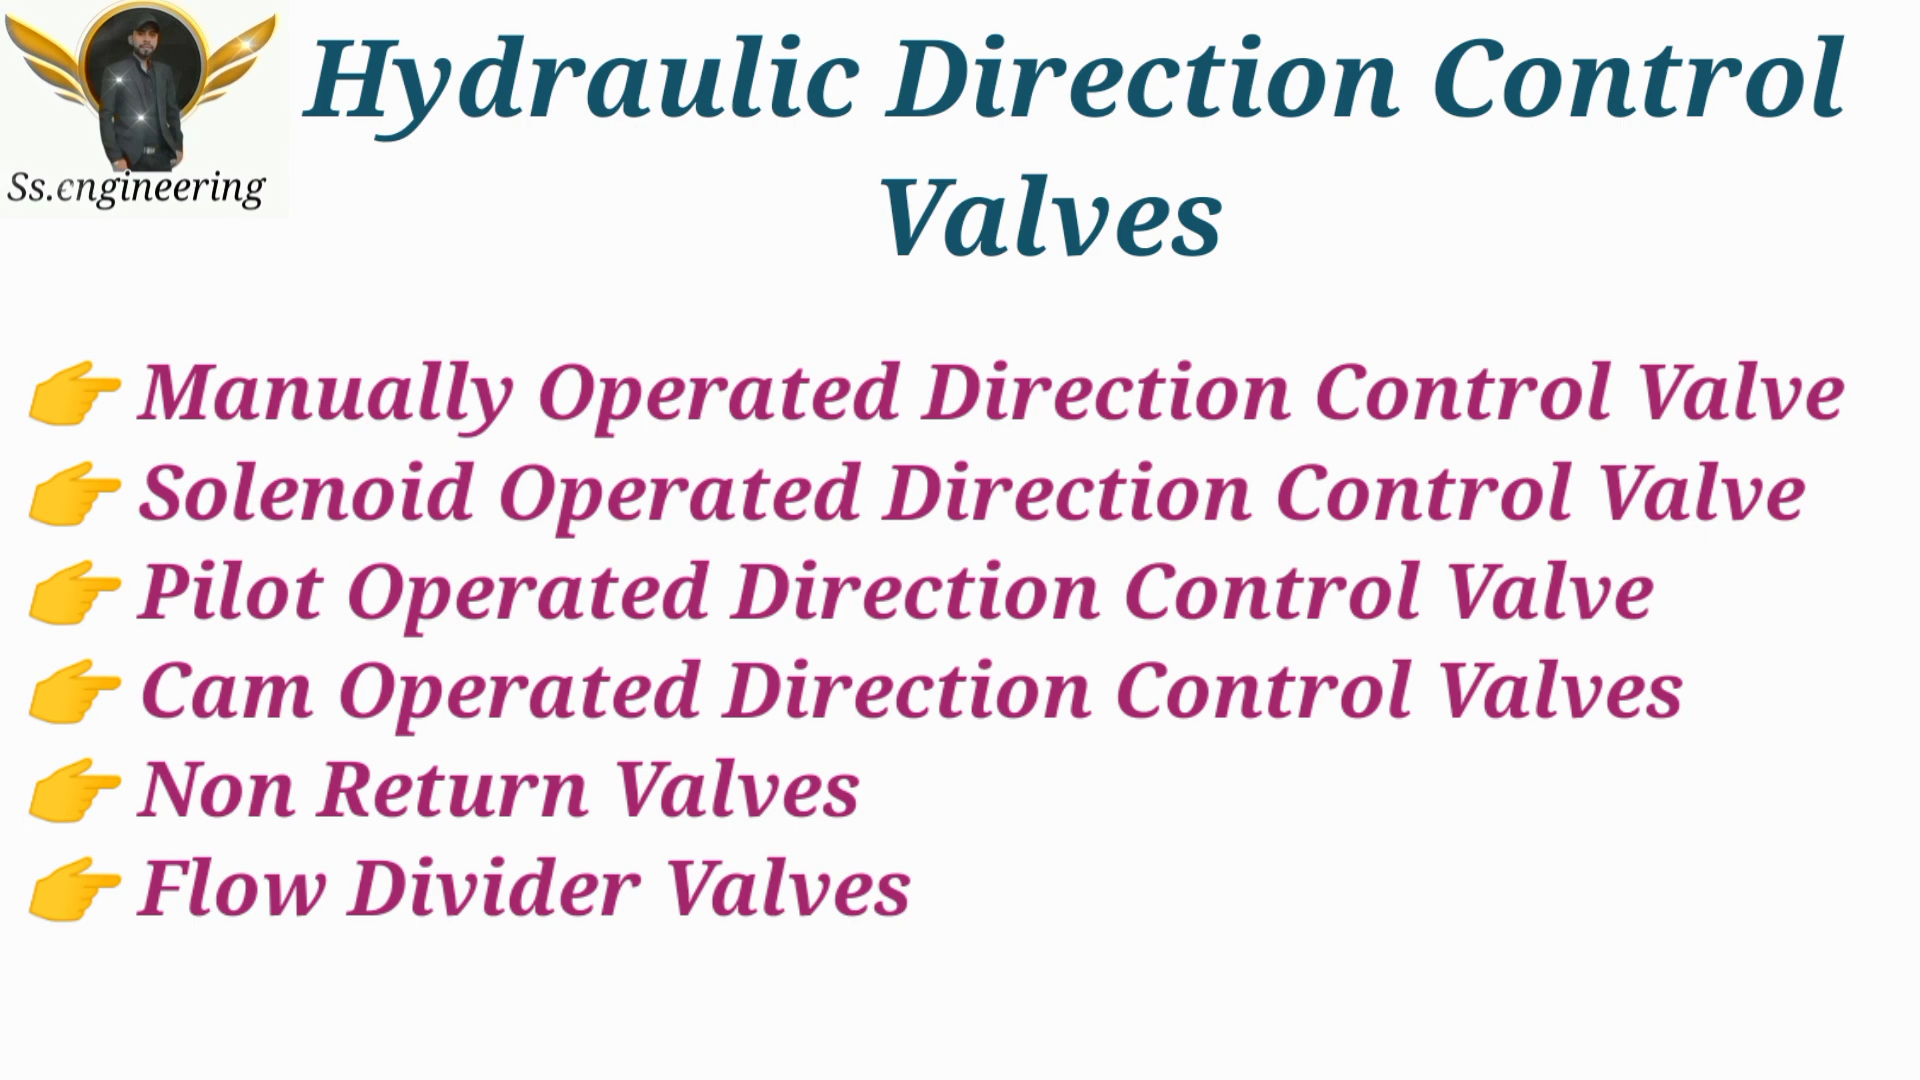 Ss.engineering
Hydraulic Direction Control
Valves
👉 Manually Operated Direction Control Valve
👉 Solenoid Operated Direction Control Valve
👉 Pilot Operated Direction Control Valve
👉 Cam Operated Direction Control Valves
👉 Non Return Valves
👉 Flow Divider Valves